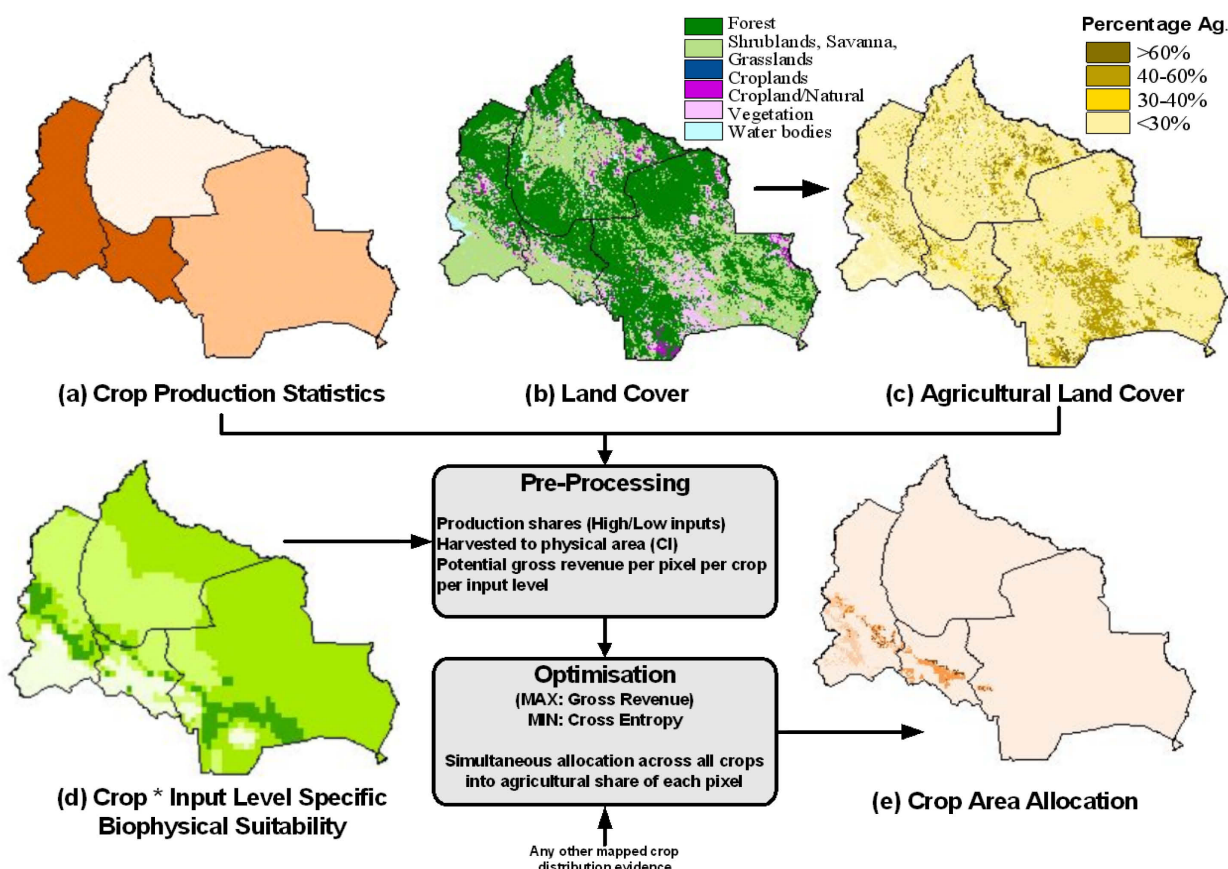 Forest
Shrublands, Savanna,
Grasslands
Croplands
Cropland/Natural
Vegetation
Water bodies
Percentage Ag.
>60%
40-60%
30-40%
<30%
(a) Crop Production Statistics
(b) Land Cover
(c) Agricultural Land Cover
Pre-Processing
Production shares (High/Low inputs)
Harvested to physical area (CI)
Potential gross revenue per pixel per crop
per input level
Optimisation
(MAX: Gross Revenue)
MIN: Cross Entropy
Simultaneous allocation across all crops
into agricultural share of each pixel
(d) Crop * Input Level Specific
Biophysical Suitability
(e) Crop Area Allocation
Any other mapped crop
distribution evidence